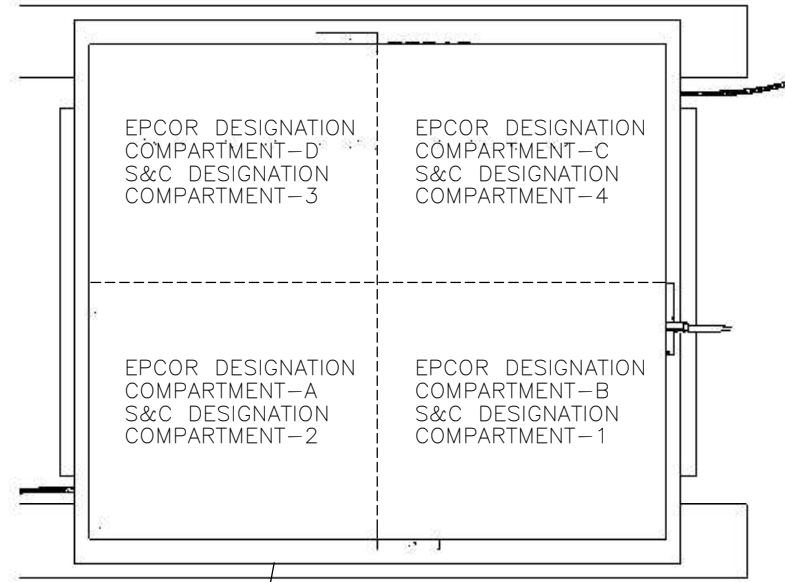 EPCOR DESIGNATION
COMPARTMENT-D
S&C DESIGNATION
COMPARTMENT-3
EPCOR DESIGNATION
COMPARTMENT-C
S&C DESIGNATION
COMPARTMENT-4
EPCOR DESIGNATION
COMPARTMENT-A
S&C DESIGNATION
COMPARTMENT-2
EPCOR DESIGNATION
COMPARTMENT-B
S&C DESIGNATION
COMPARTMENT-1